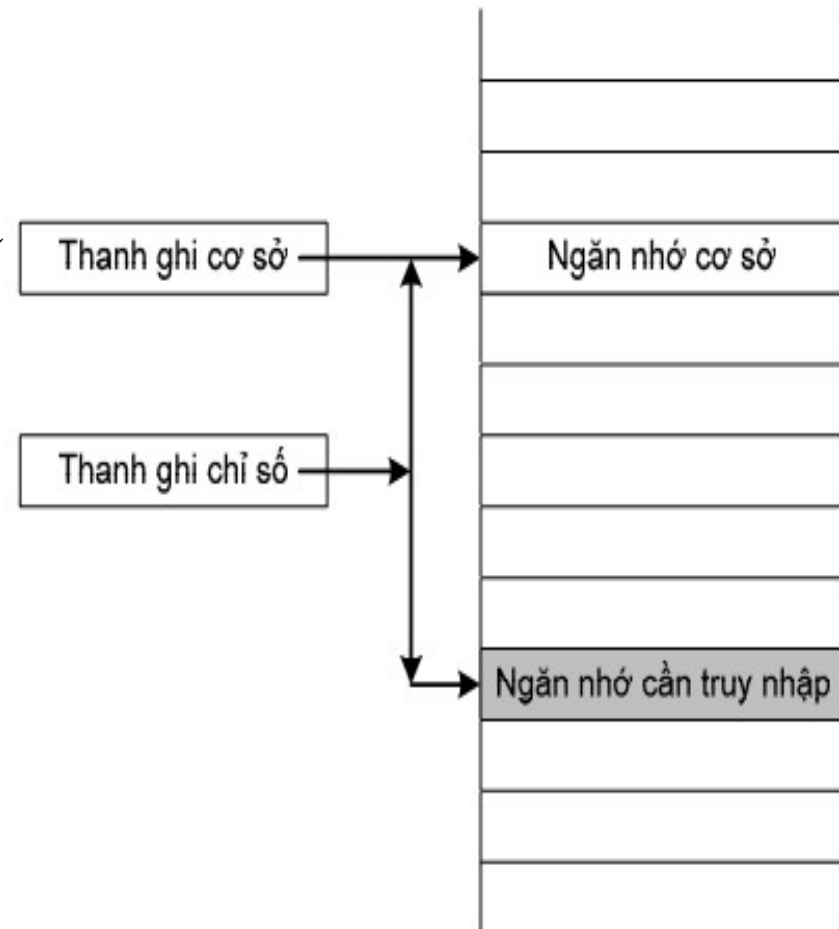 Thanh ghi cơ sở
Ngăn nhớ cơ sở
Thanh ghi chỉ số
Ngăn nhớ cần truy nhập